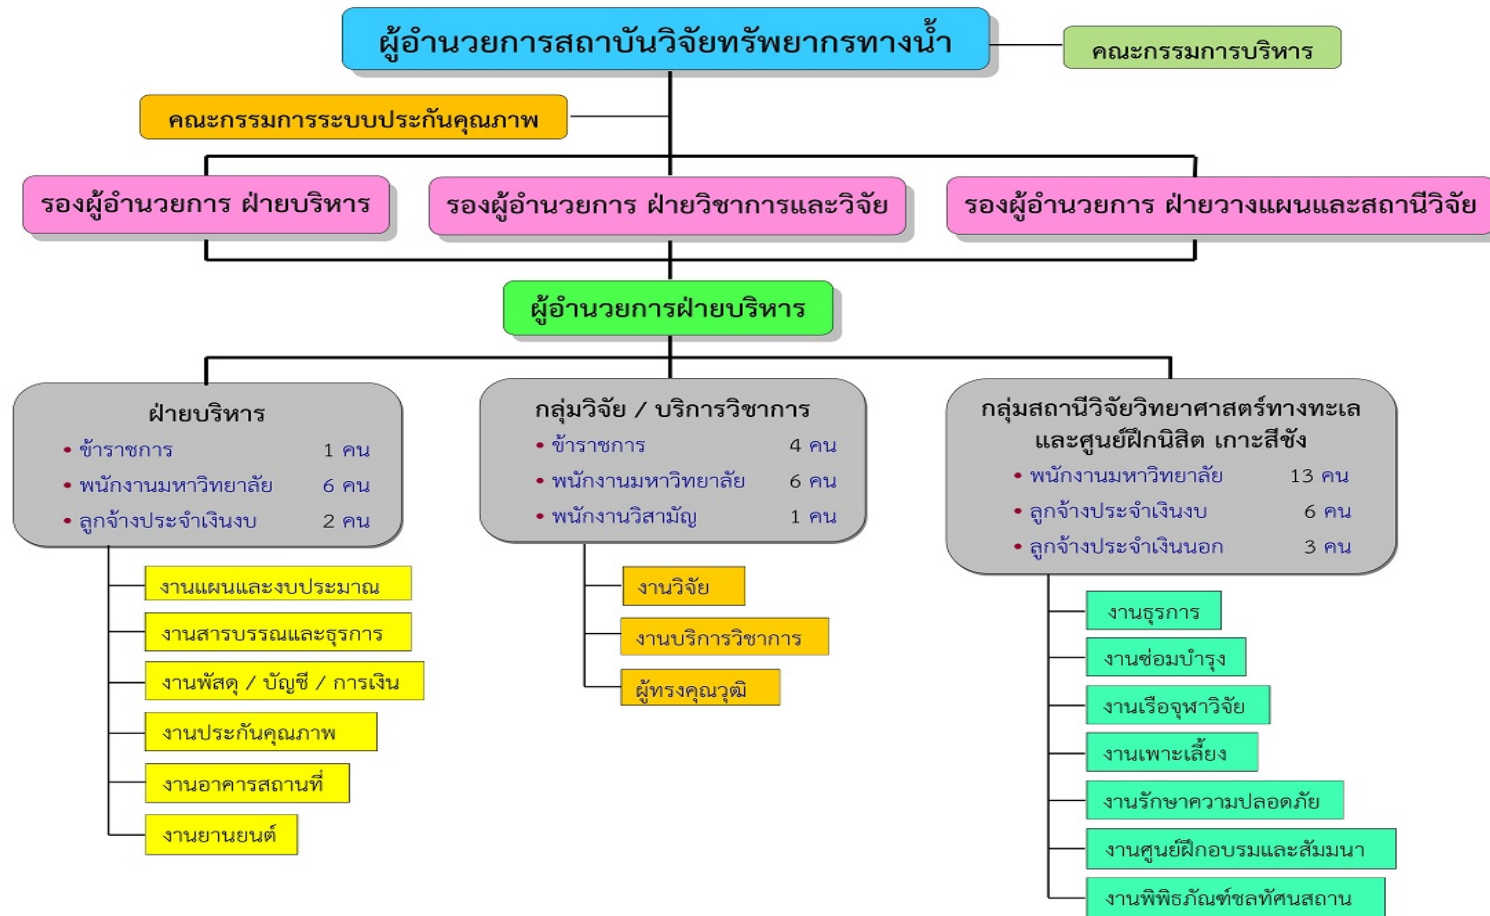 ผู้อำนวยการสถาบันวิจัยทรัพยากรทางน้ำ
คณะกรรมการบริหาร
คณะกรรมการระบบประกันคุณภาพ
รองผู้อำนวยการ ฝ่ายบริหาร
รองผู้อำนวยการ ฝ่ายวิชาการและวิจัย
รองผู้อำนวยการ ฝ่ายวางแผนและสถานีวิจัย
ผู้อำนวยการฝ่ายบริหาร
ฝ่ายบริหาร
• ข้าราชการ 1 คน
• พนักงานมหาวิทยาลัย 6 คน
• ลูกจ้างประจำเงินงบ 2 คน
งานแผนและงบประมาณ
งานสารบรรณและธุรการ
งานพัสดุ / บัญชี / การเงิน
งานประกันคุณภาพ
งานอาคารสถานที่
งานยานยนต์
กลุ่มวิจัย / บริการวิชาการ
• ข้าราชการ 4 คน
• พนักงานมหาวิทยาลัย 6 คน
• พนักงานวิสามัญ 1 คน
งานวิจัย
งานบริการวิชาการ
ผู้ทรงคุณวุฒิ
กลุ่มสถานีวิจัยวิทยาศาสตร์ทางทะเล
และศูนย์ฝึกนิสิต เกาะสีชัง
• พนักงานมหาวิทยาลัย 13 คน
• ลูกจ้างประจำเงินงบ 6 คน
• ลูกจ้างประจำเงินนอก 3 คน
งานธุรการ
งานซ่อมบำรุง
งานเรือจุฬาวิจัย
งานเพาะเลี้ยง
งานรักษาความปลอดภัย
งานศูนย์ฝึกอบรมและสัมมนา
งานพิพิธภัณฑ์ชลทัศนสถาน